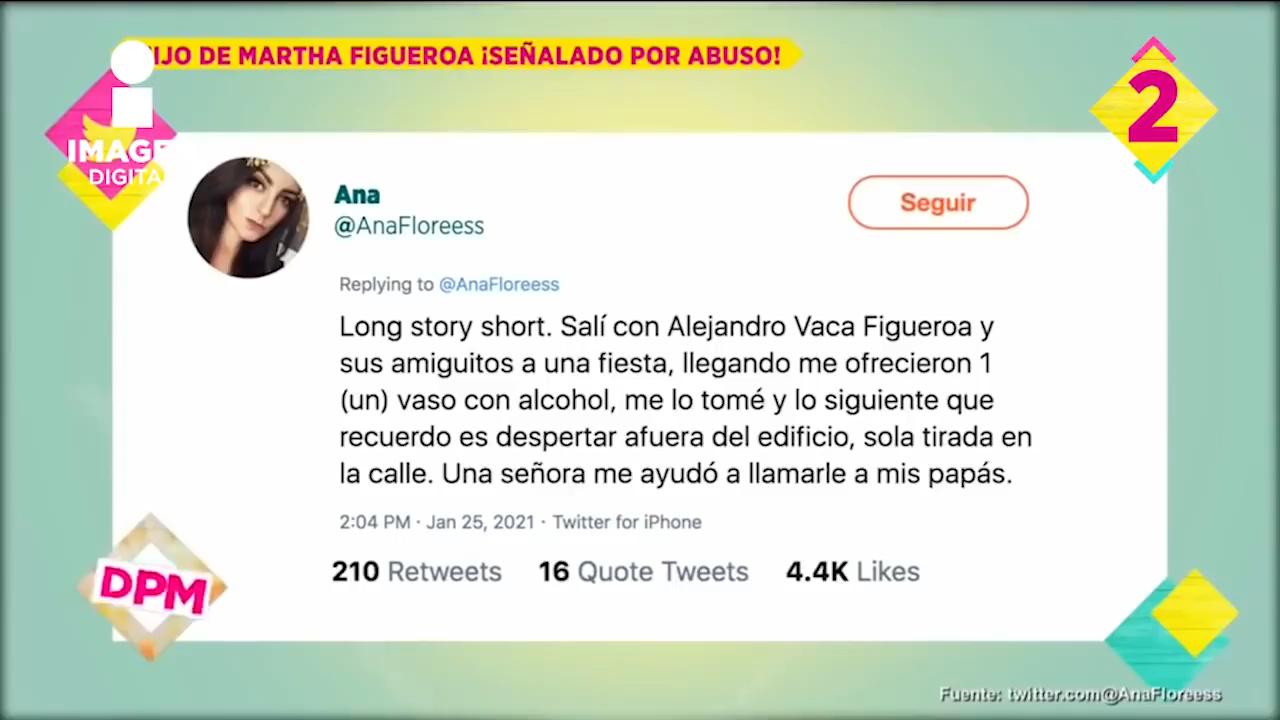 IJO DE MARTHA FIGUEROA ¡SEÑALADO POR ABUSO!
2
IMAGE
DIGITA
Ana
@AnaFloreess
Seguir
Replying to @AnaFloreess
Long story short. Salí con Alejandro Vaca Figueroa y
sus amiguitos a una fiesta, llegando me ofrecieron 1
(un) vaso con alcohol, me lo tomé y lo siguiente que
recuerdo es despertar afuera del edificio, sola tirada en
la calle. Una señora me ayudó a llamarle a mis papás.
2:04 PM · Jan 25, 2021 · Twitter for iPhone
210 Retweets 16 Quote Tweets 4.4K Likes
DPM
Fuente: twitter.com@AnaFloreess